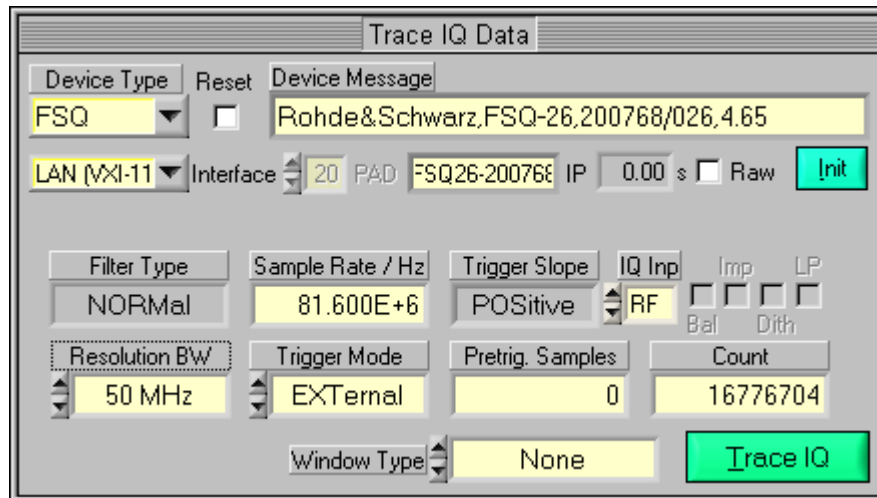 Trace IQ Data
Device Type Reset Device Message
FSQ Rohde&Schwarz,FSQ-26,200768/026,4.65
LAN (VXI-11 Interface 20 PAD FSQ26-200768 IP 0.00 s Raw Init
Filter Type Sample Rate / Hz Trigger Slope IQ Inp Imp LP
NORMal 81.600E+6 POSitive RF
Bal Dith
Resolution BW Trigger Mode Pretrig. Samples Count
50 MHz EXTernal 0 16776704
Window Type None Trace IQ